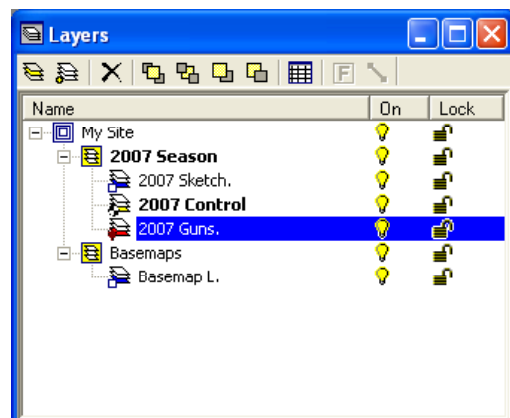 Layers
F
Name On Lock
My Site
2007 Season
2007 Sketch.
2007 Control
2007 Guns.
Basemaps
Basemap L.